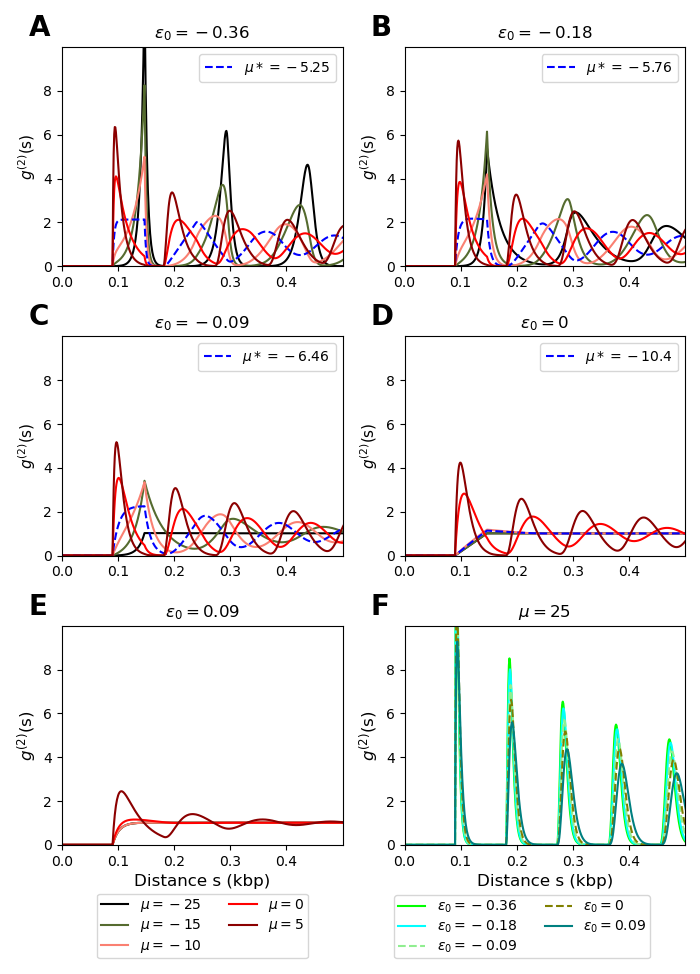 A
ε₀ = −0.36
B
ε₀ = −0.18
μ* = −5.25
μ* = −5.76
g⁽²⁾(s)
8
6
4
2
0
0.0 0.1 0.2 0.3 0.4
g⁽²⁾(s)
8
6
4
2
0
0.0 0.1 0.2 0.3 0.4
C
ε₀ = −0.09
D
ε₀ = 0
μ* = −6.46
μ* = −10.4
g⁽²⁾(s)
8
6
4
2
0
0.0 0.1 0.2 0.3 0.4
g⁽²⁾(s)
8
6
4
2
0
0.0 0.1 0.2 0.3 0.4
E
ε₀ = 0.09
F
μ = 25
g⁽²⁾(s)
8
6
4
2
0
0.0 0.1 0.2 0.3 0.4
Distance s (kbp)
g⁽²⁾(s)
8
6
4
2
0
0.0 0.1 0.2 0.3 0.4
Distance s (kbp)
μ = −25
μ = −15
μ = −10
μ = 0
μ = 5
ε₀ = −0.36
ε₀ = −0.18
ε₀ = −0.09
ε₀ = 0
ε₀ = 0.09